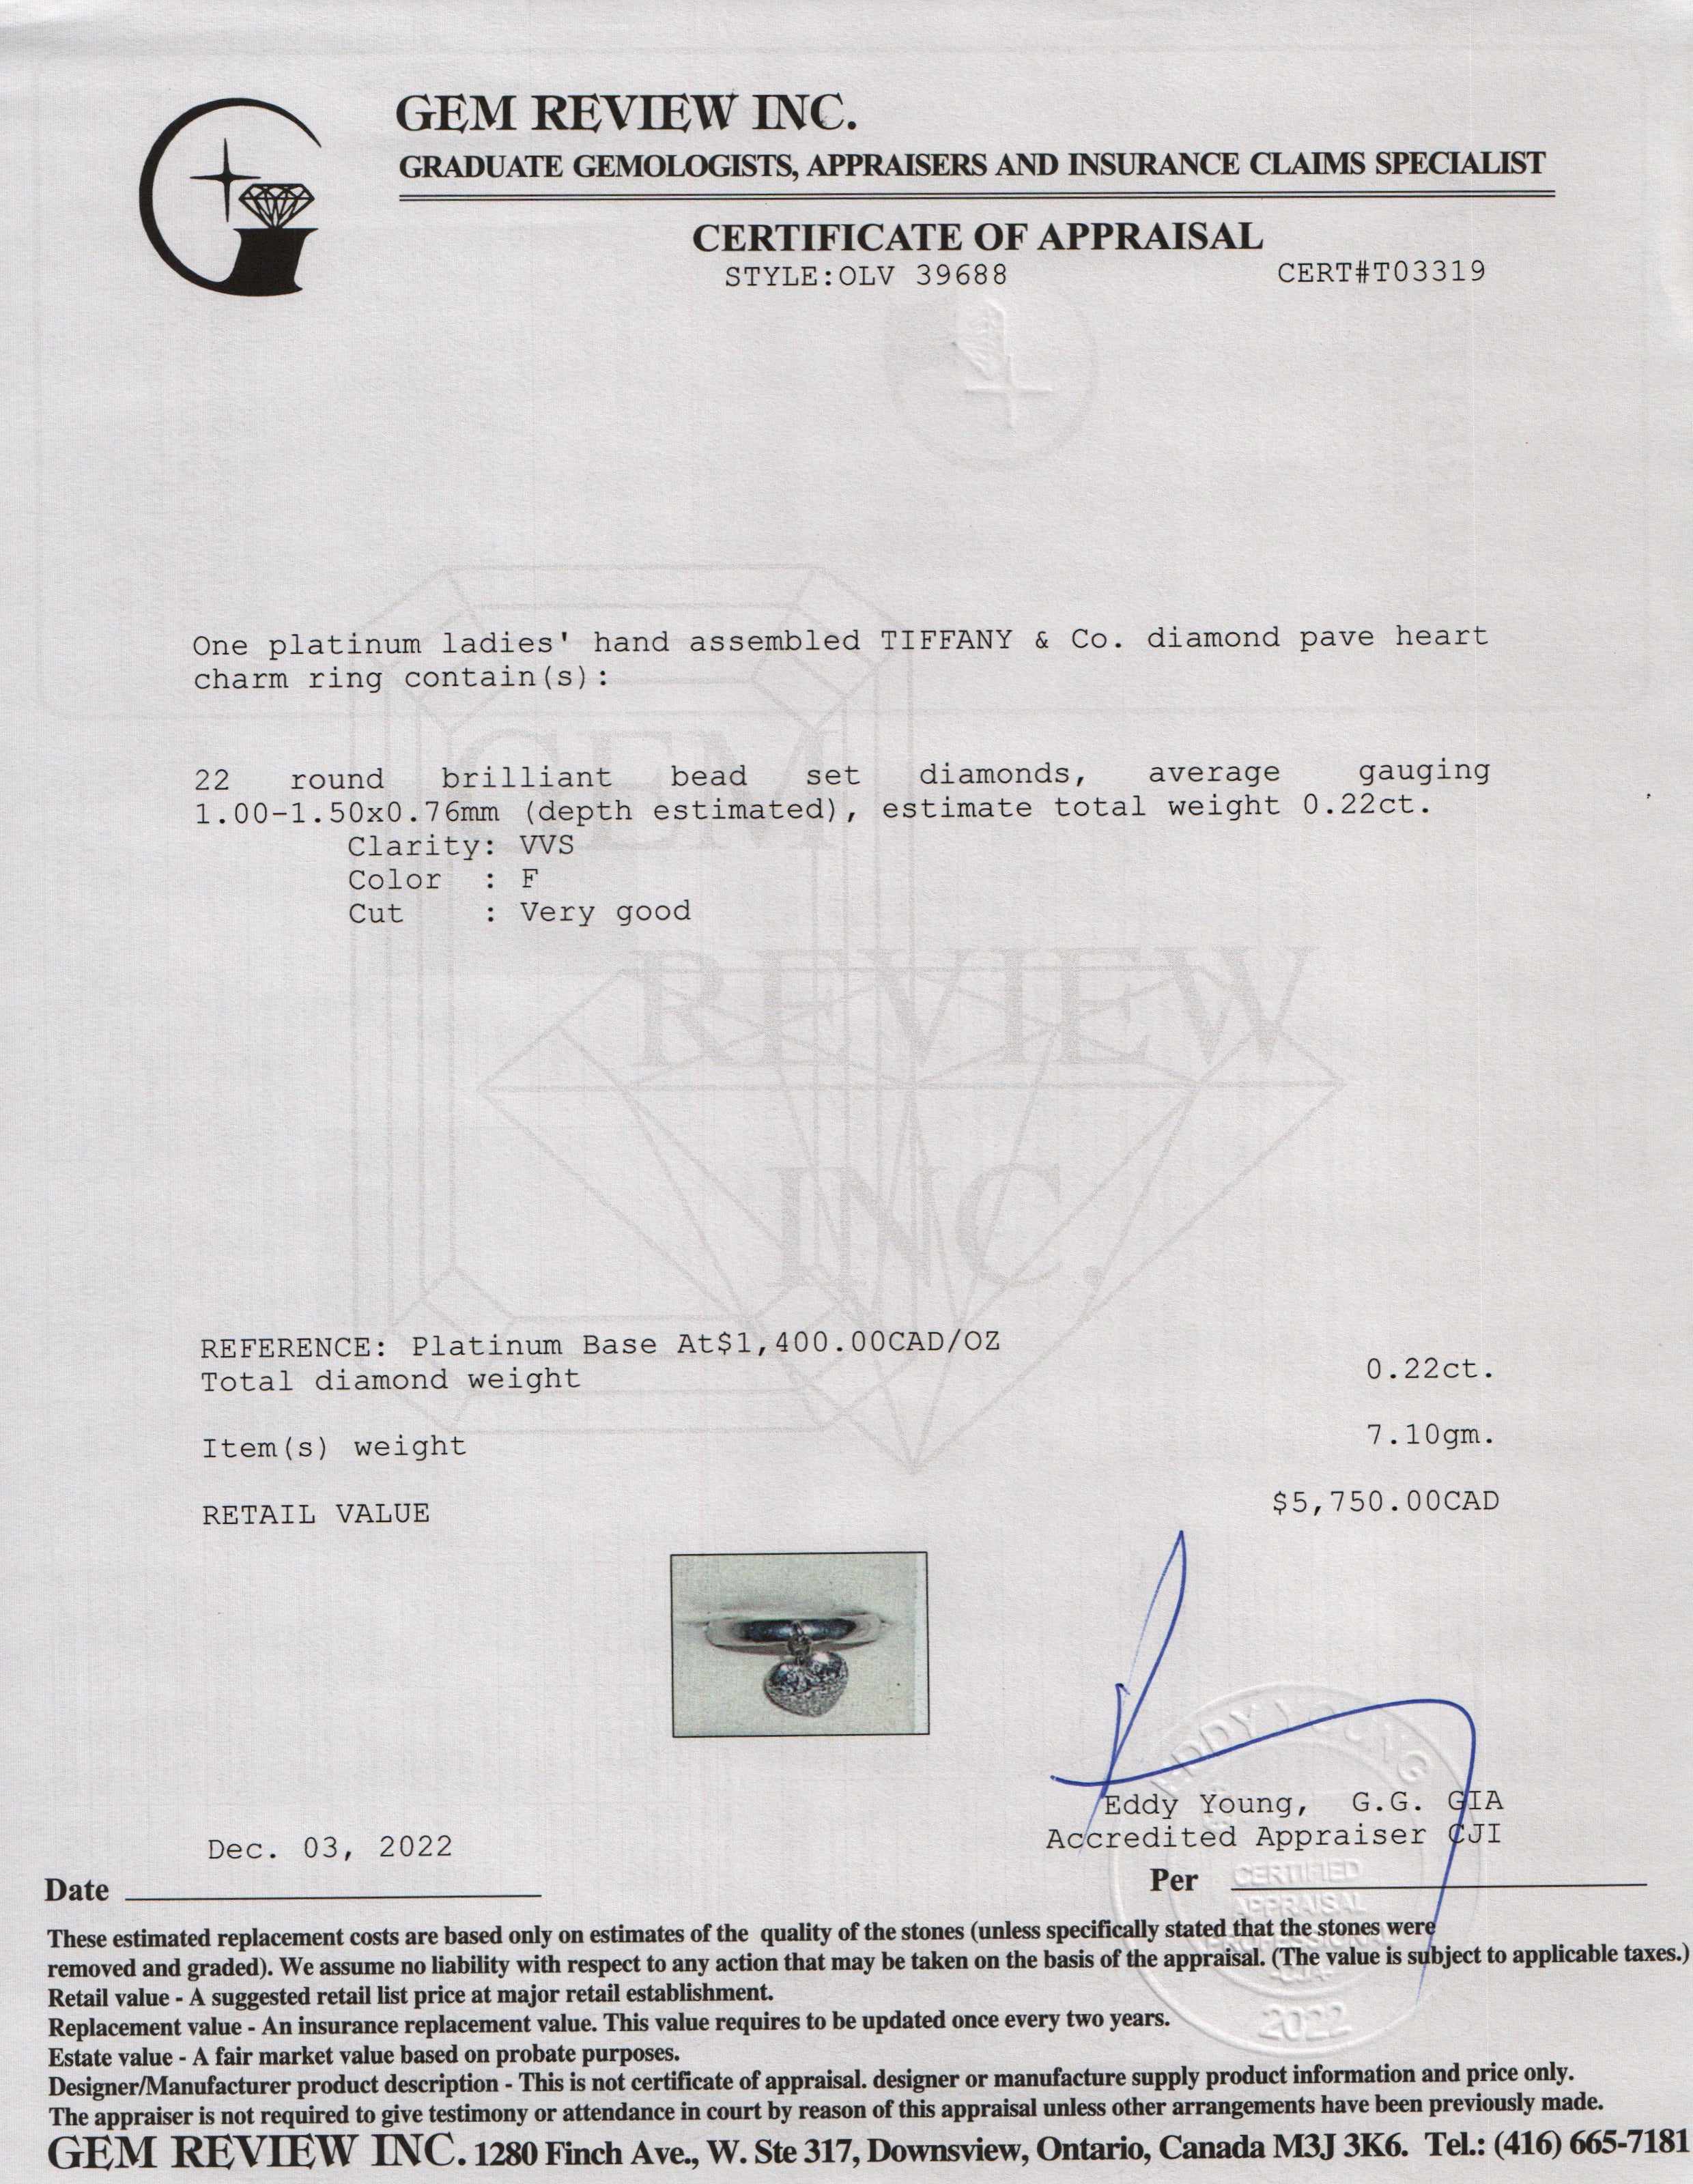 GEM REVIEW INC.
GRADUATE GEMOLOGISTS, APPRAISERS AND INSURANCE CLAIMS SPECIALIST
CERTIFICATE OF APPRAISAL
STYLE:OLV 39688 CERT#T03319
One platinum ladies' hand assembled TIFFANY & Co. diamond pave heart
charm ring contain(s):
22 round brilliant bead set diamonds, average gauging
1.00-1.50x0.76mm (depth estimated), estimate total weight 0.22ct.
Clarity: VVS
Color : F
Cut : Very good
GEM
REVIEW
INC.
REFERENCE: Platinum Base At$1,400.00CAD/OZ
Total diamond weight 0.22ct.
Item(s) weight 7.10gm.
RETAIL VALUE $5,750.00CAD
EDDY YOUNG
Eddy Young, G.G. GIA
Accredited Appraiser CJI
Dec. 03, 2022
Date
Per
CERTIFIED
APPRAISAL
PROFESSIONAL
2022
These estimated replacement costs are based only on estimates of the quality of the stones (unless specifically stated that the stones were
removed and graded). We assume no liability with respect to any action that may be taken on the basis of the appraisal. (The value is subject to applicable taxes.)
Retail value - A suggested retail list price at major retail establishment.
Replacement value - An insurance replacement value. This value requires to be updated once every two years.
Estate value - A fair market value based on probate purposes.
Designer/Manufacturer product description - This is not certificate of appraisal. designer or manufacture supply product information and price only.
The appraiser is not required to give testimony or attendance in court by reason of this appraisal unless other arrangements have been previously made.
GEM REVIEW INC. 1280 Finch Ave., W. Ste 317, Downsview, Ontario, Canada M3J 3K6. Tel.: (416) 665-7181